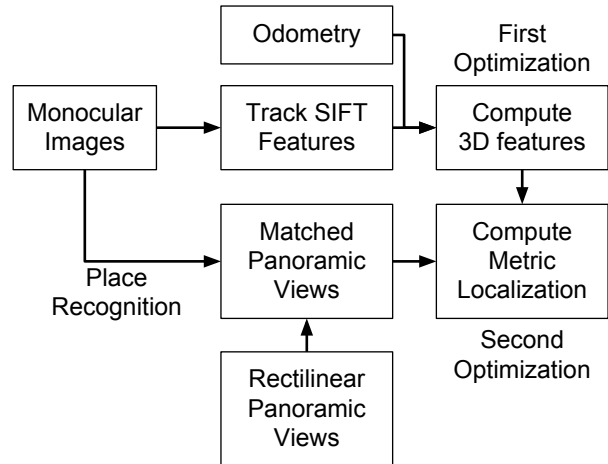 Odometry
First
Optimization
Monocular
Images
Track SIFT
Features
Compute
3D features
Place
Recognition
Matched
Panoramic
Views
Compute
Metric
Localization
Second
Optimization
Rectilinear
Panoramic
Views